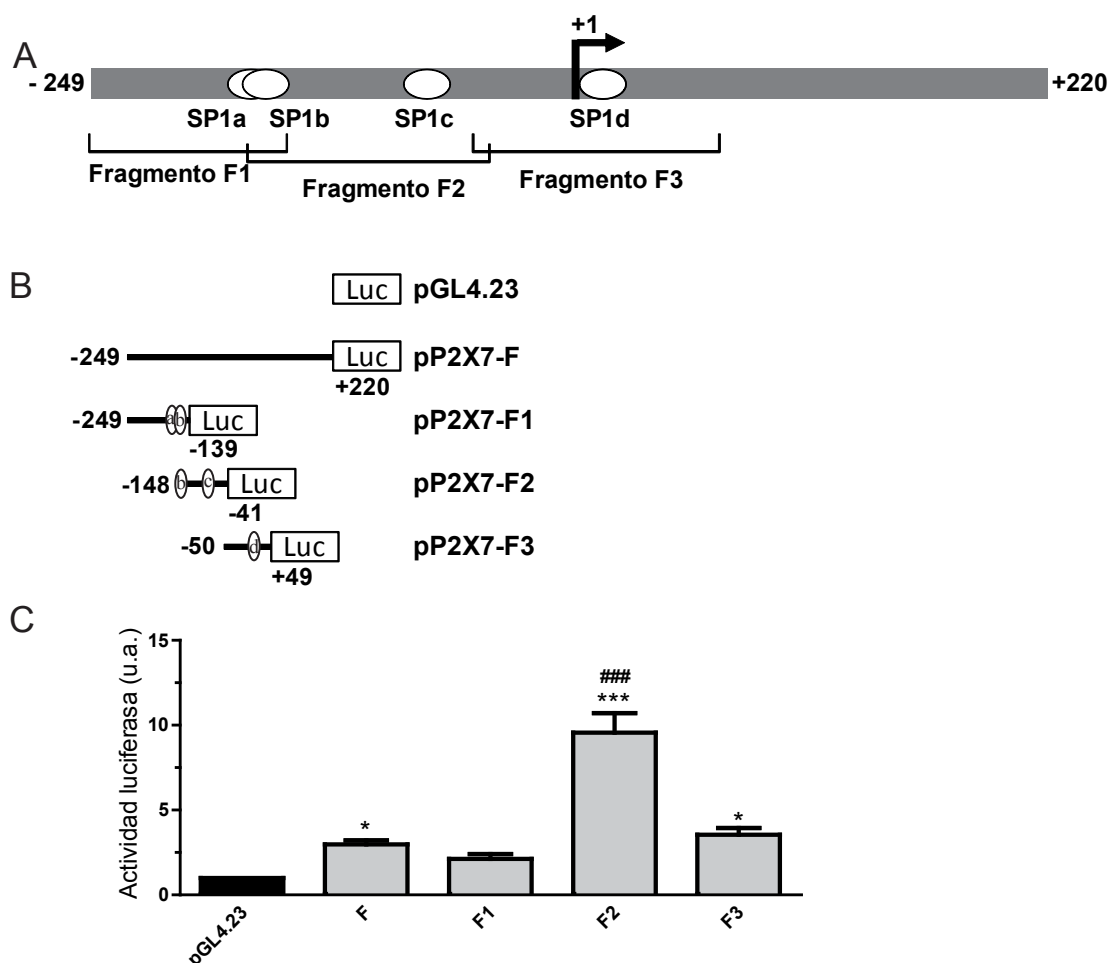 A
+1
- 249
+220
SP1a SP1b SP1c SP1d
Fragmento F1
Fragmento F2
Fragmento F3
B
Luc pGL4.23
-249 Luc pP2X7-F
+220
-249 a b Luc pP2X7-F1
-139
-148 b c Luc pP2X7-F2
-41
-50 d Luc pP2X7-F3
+49
C
Actividad luciferasa (u.a.)
15
10
5
0
*
###
***
*
pGL4.23
F
F1
F2
F3